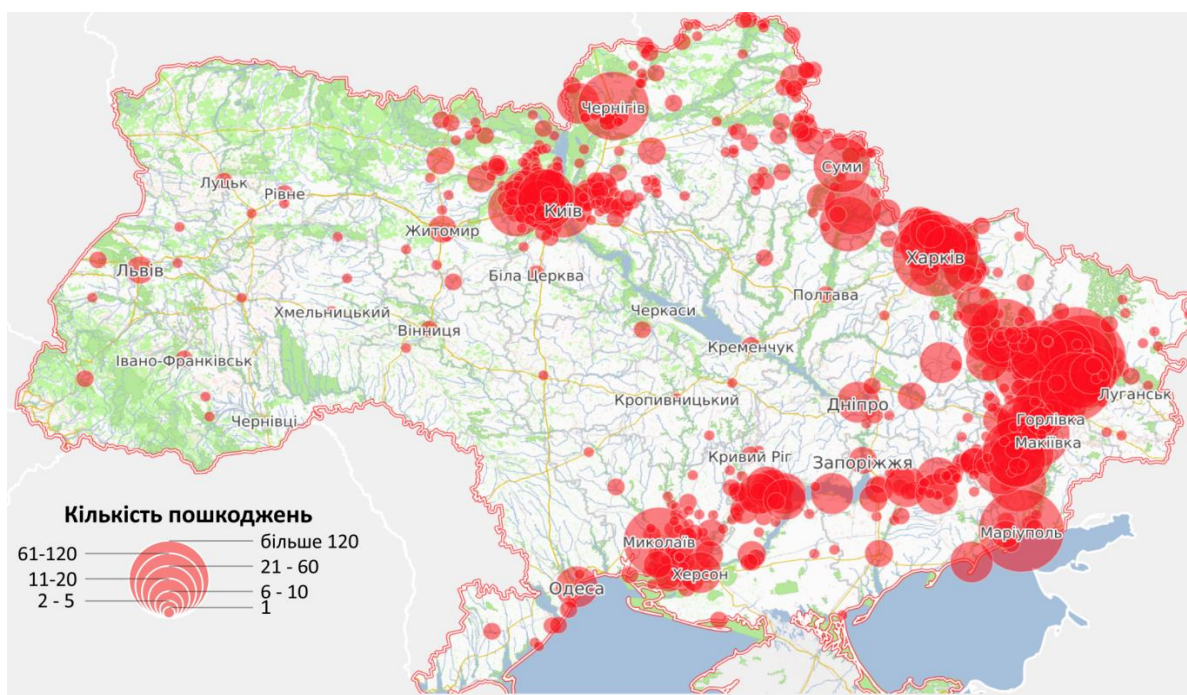 Чернігів
Суми
Луцьк
Рівне
Київ
Житомир
Харків
Львів
Біла Церква
Полтава
Хмельницький
Черкаси
Вінниця
Кременчук
Івано-Франківськ
Луганськ
Кропивницький
Дніпро
Чернівці
Горлівка
Макіївка
Кривий Ріг
Запоріжжя
Маріуполь
Миколаїв
Херсон
Одеса
Кількість пошкоджень
більше 120
61-120
21 - 60
11-20
6 - 10
2 - 5
1